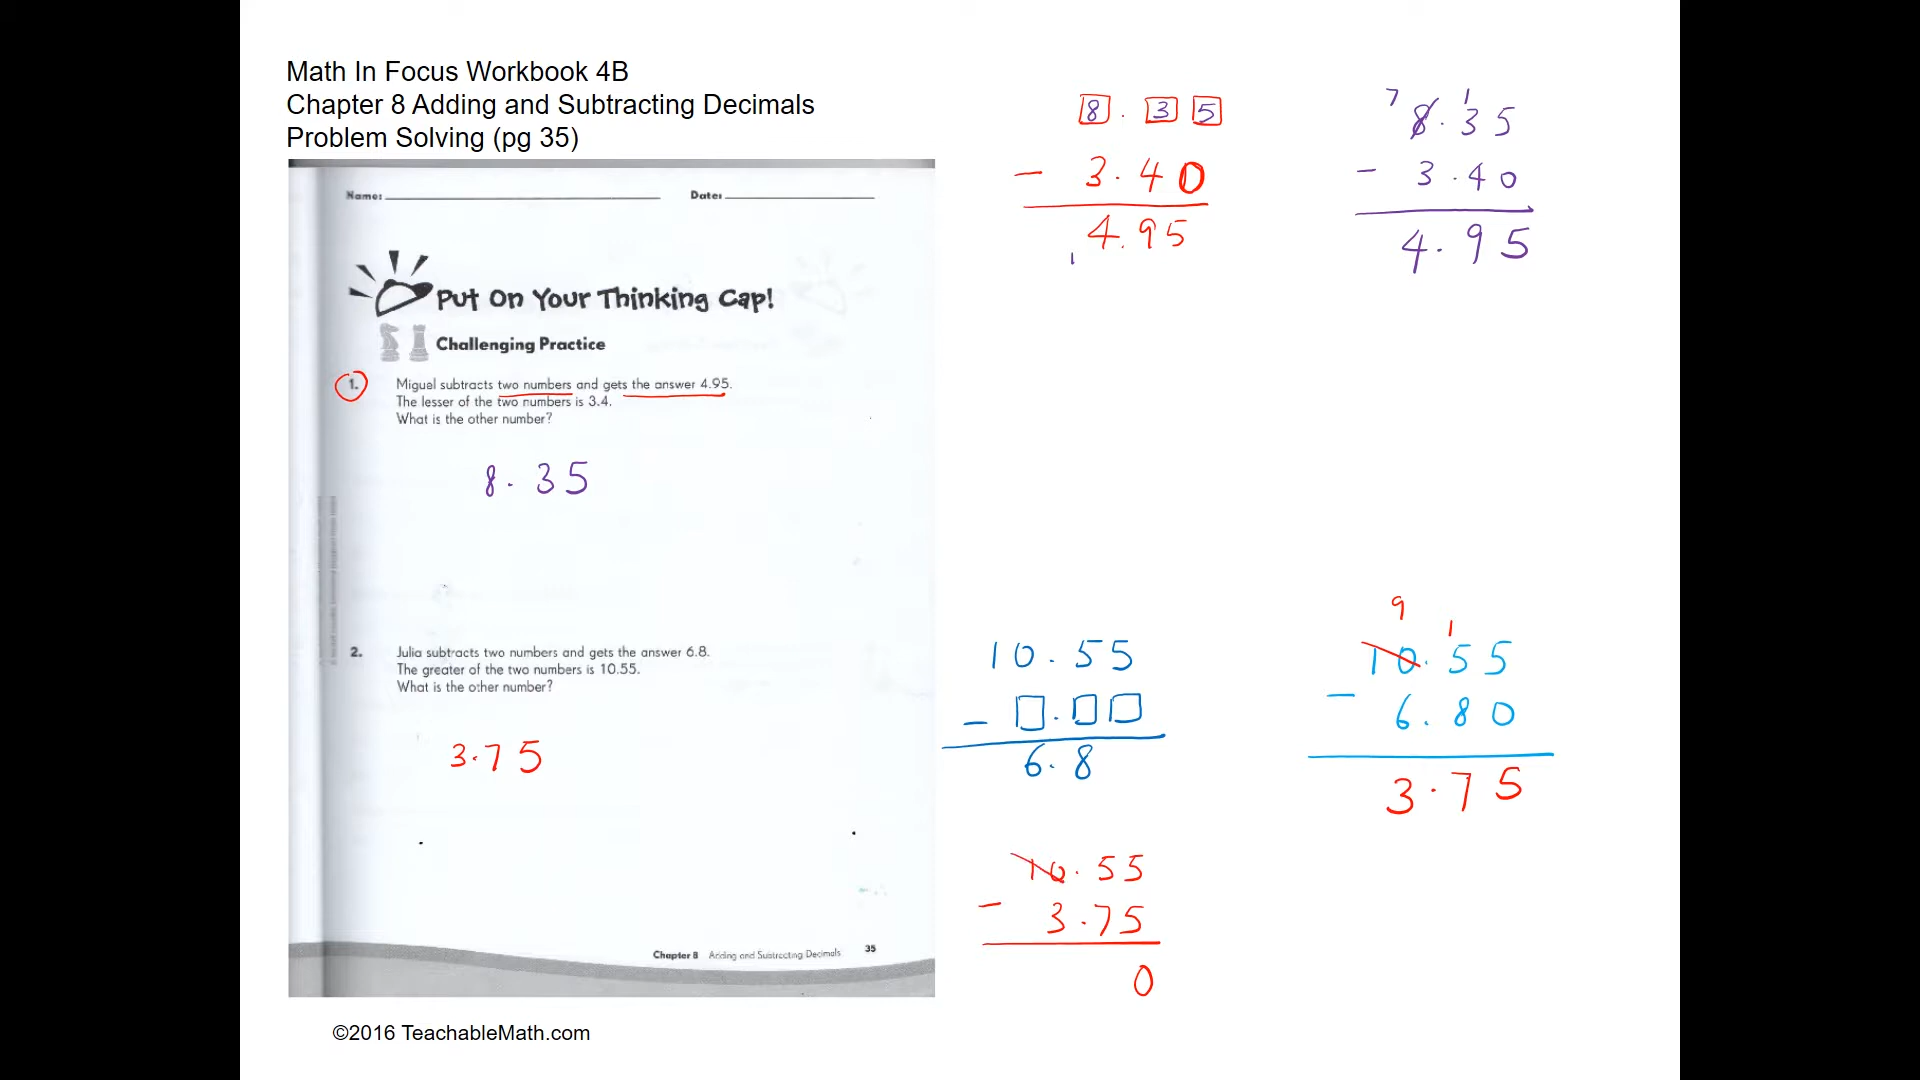 Math In Focus Workbook 4B
Chapter 8 Adding and Subtracting Decimals
Problem Solving (pg 35)
Name:
Date:
Put On Your Thinking Cap!
Challenging Practice
1. Miguel subtracts two numbers and gets the answer 4.95.
The lesser of the two numbers is 3.4.
What is the other number?
8.35
2. Julia subtracts two numbers and gets the answer 6.8.
The greater of the two numbers is 10.55.
What is the other number?
3.75
Chapter 8 Adding and Subtracting Decimals 35
©2016 TeachableMath.com
8.35
- 3.40
4.95
1
7 1
8.35
- 3.40
4.95
10.55
- □.□□
6.8
9 1
10.55
- 6.80
3.75
10.55
- 3.75
0